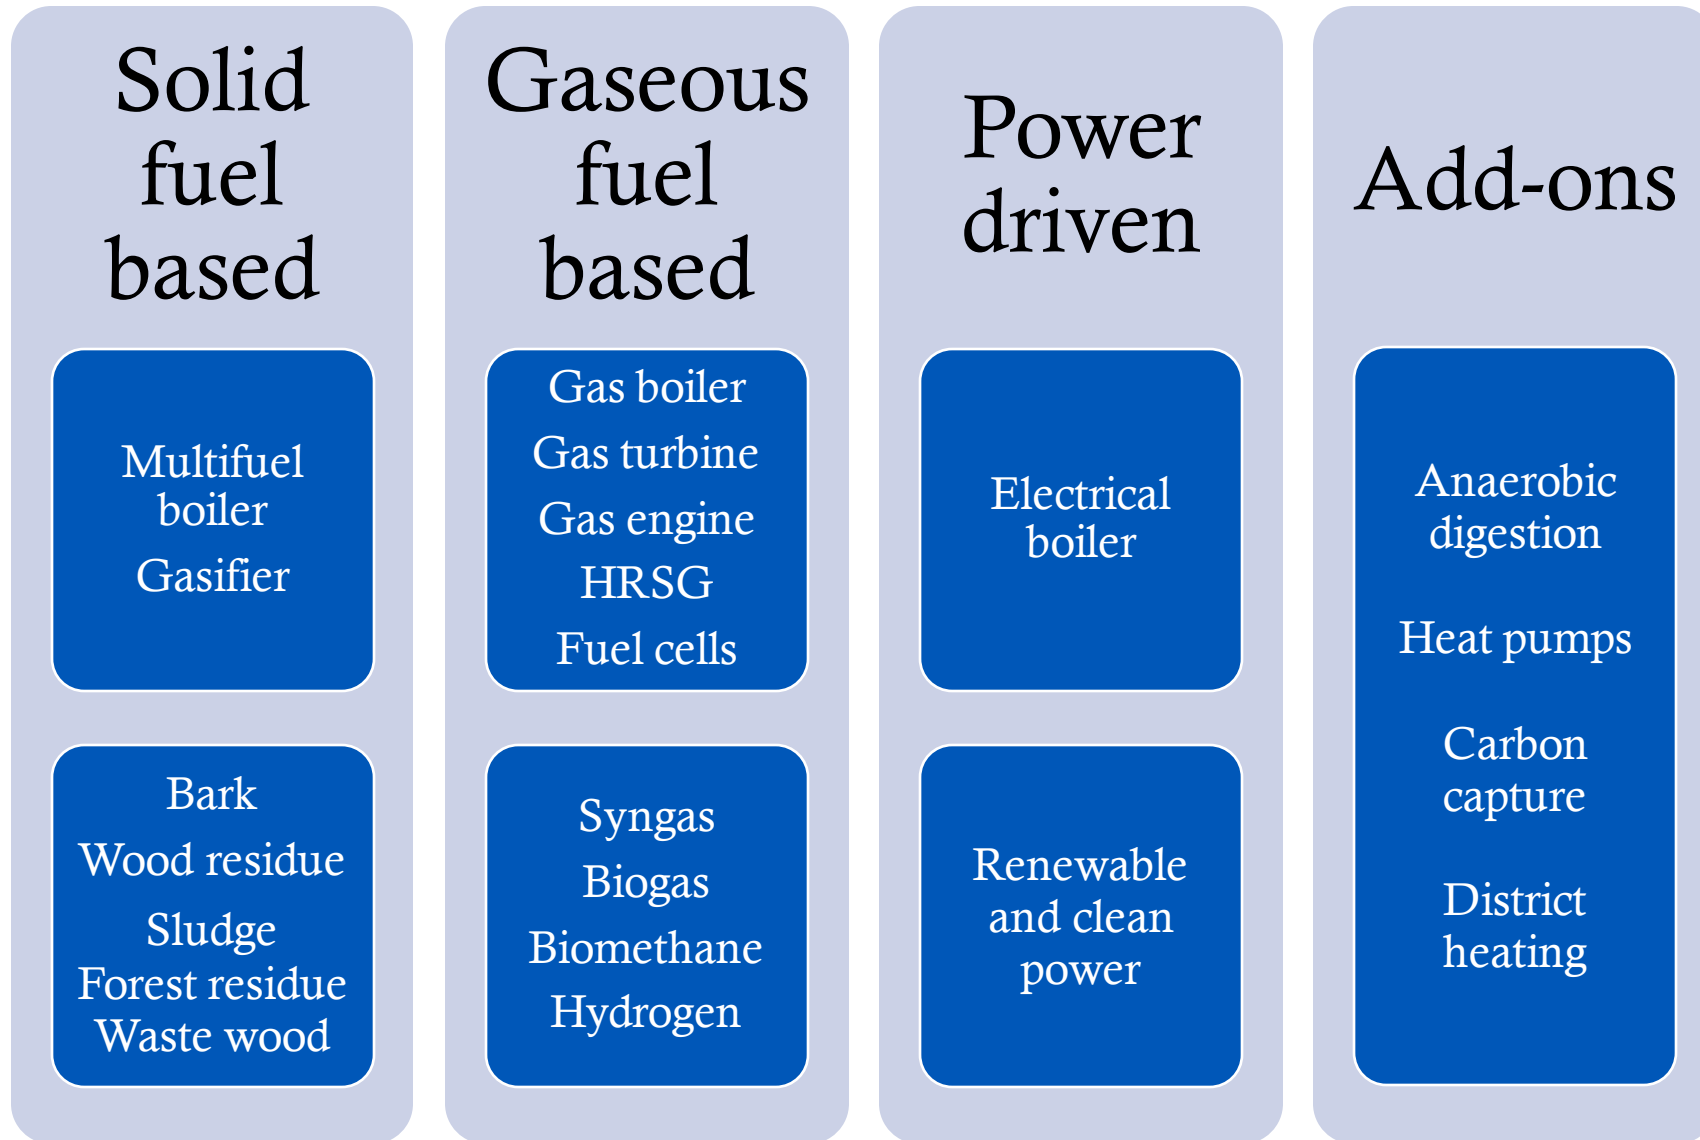 Solid
fuel
based
Multifuel
boiler
Gasifier
Bark
Wood residue
Sludge
Forest residue
Waste wood
Gaseous
fuel
based
Gas boiler
Gas turbine
Gas engine
HRSG
Fuel cells
Syngas
Biogas
Biomethane
Hydrogen
Power
driven
Electrical
boiler
Renewable
and clean
power
Add-ons
Anaerobic
digestion
Heat pumps
Carbon
capture
District
heating